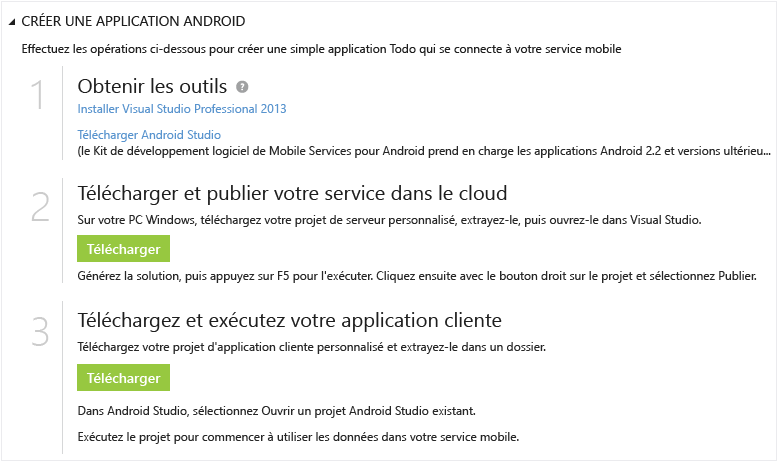 CRÉER UNE APPLICATION ANDROID
Effectuez les opérations ci-dessous pour créer une simple application Todo qui se connecte à votre service mobile
1
Obtenir les outils ?
Installer Visual Studio Professional 2013
Télécharger Android Studio
(le Kit de développement logiciel de Mobile Services pour Android prend en charge les applications Android 2.2 et versions ultérieu...
2
Télécharger et publier votre service dans le cloud
Sur votre PC Windows, téléchargez votre projet de serveur personnalisé, extrayez-le, puis ouvrez-le dans Visual Studio.
Télécharger
Générez la solution, puis appuyez sur F5 pour l'exécuter. Cliquez ensuite avec le bouton droit sur le projet et sélectionnez Publier.
3
Téléchargez et exécutez votre application cliente
Téléchargez votre projet d'application cliente personnalisé et extrayez-le dans un dossier.
Télécharger
Dans Android Studio, sélectionnez Ouvrir un projet Android Studio existant.
Exécutez le projet pour commencer à utiliser les données dans votre service mobile.